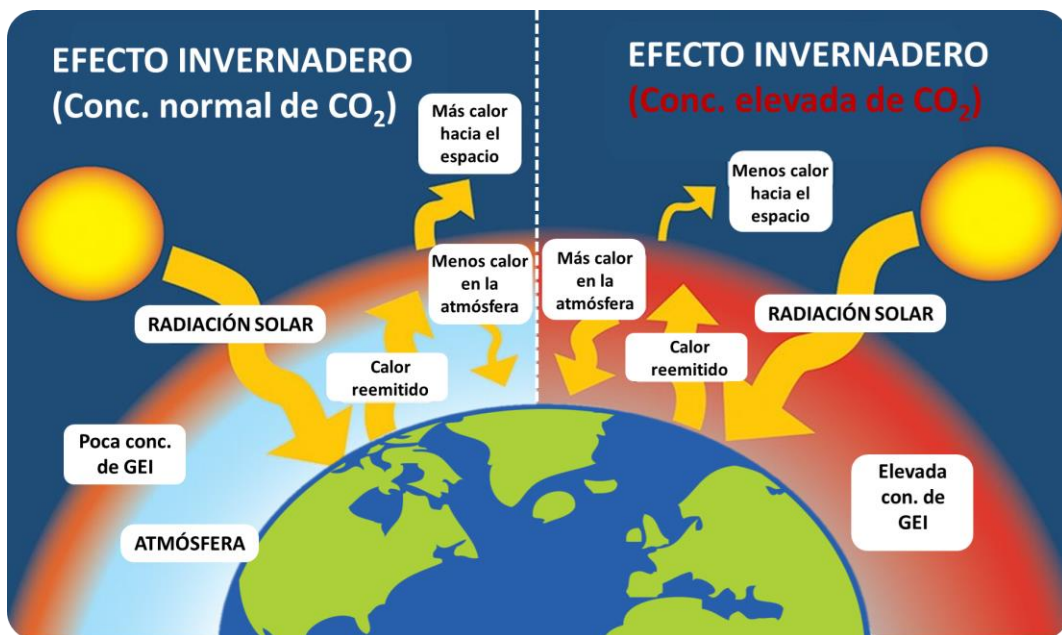 EFECTO INVERNADERO
(Conc. normal de CO₂)
Más calor
hacia el
espacio
Menos calor
en la
atmósfera
RADIACIÓN SOLAR
Calor
reemitido
Poca conc.
de GEI
ATMÓSFERA
EFECTO INVERNADERO
(Conc. elevada de CO₂)
Menos calor
hacia el
espacio
Más calor
en la
atmósfera
RADIACIÓN SOLAR
Calor
reemitido
Elevada
con. de
GEI